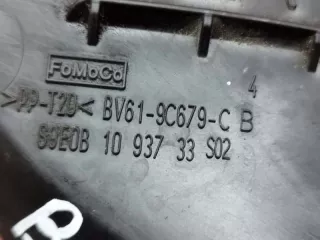 FoMoCo
4
>PP-T20< BV61-9C679-C B
10 937 33 S02